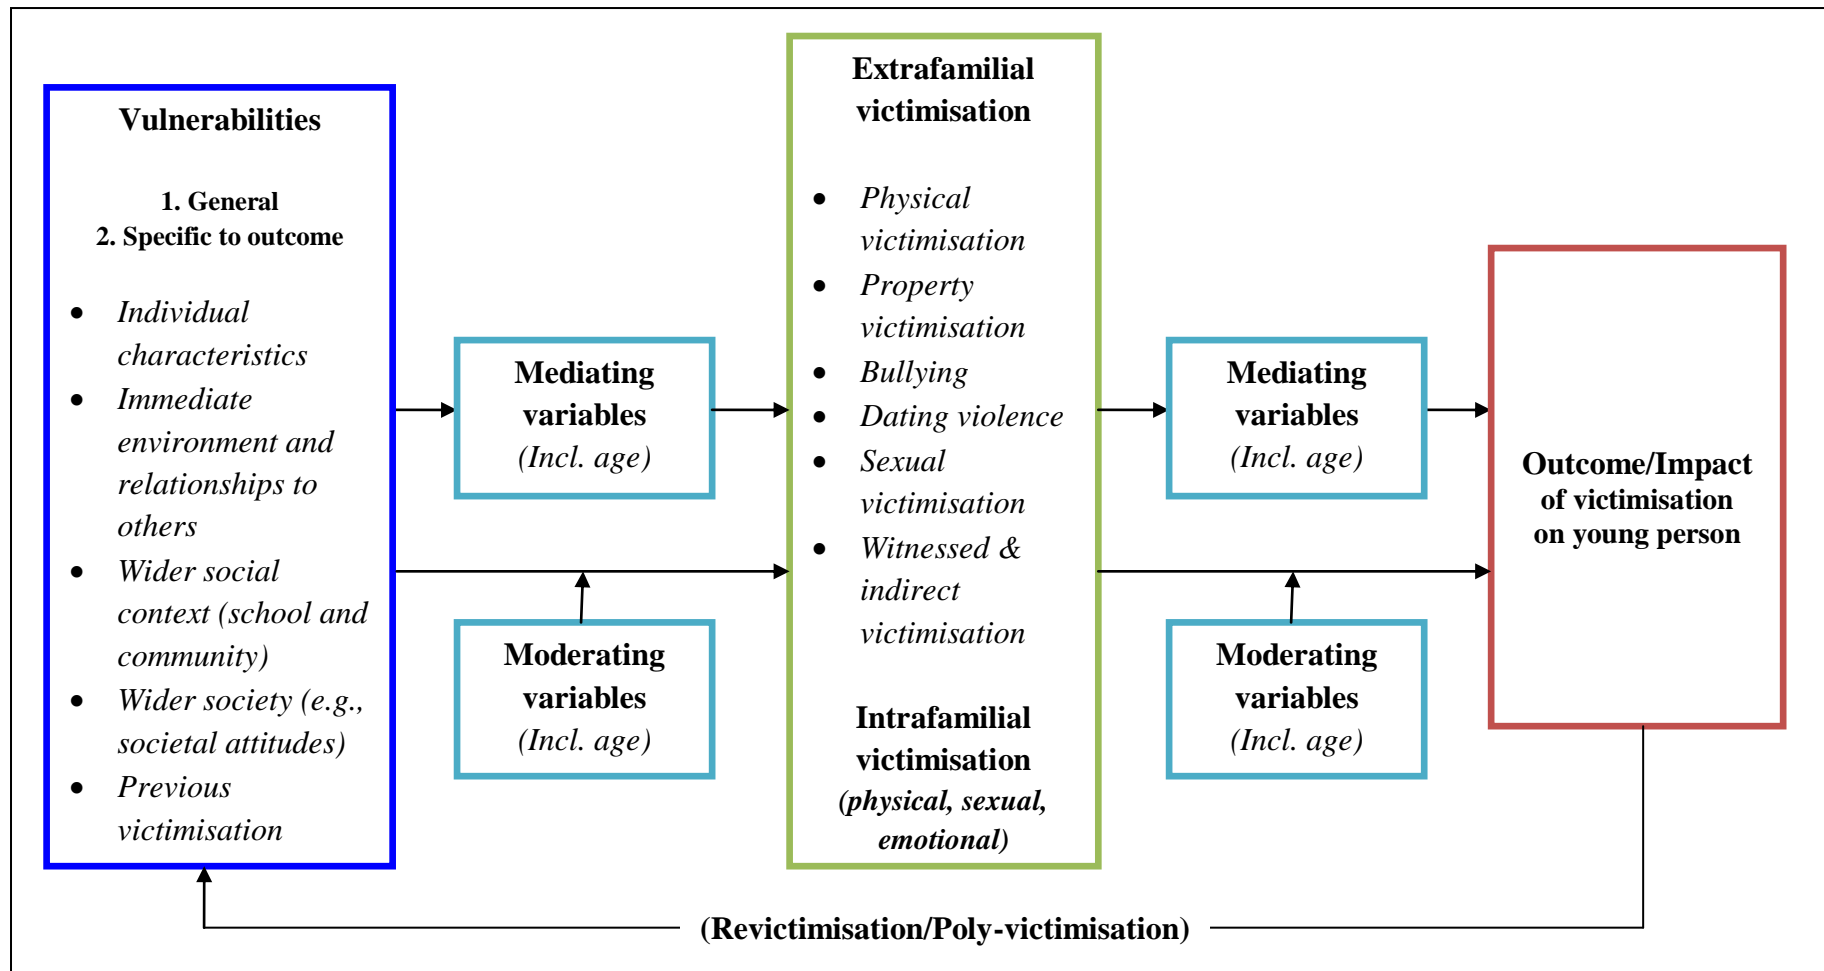 Vulnerabilities
1. General
2. Specific to outcome
• Individual
characteristics
• Immediate
environment and
relationships to
others
• Wider social
context (school and
community)
• Wider society (e.g.,
societal attitudes)
• Previous
victimisation
Mediating
variables
(Incl. age)
Moderating
variables
(Incl. age)
Extrafamilial
victimisation
• Physical
victimisation
• Property
victimisation
• Bullying
• Dating violence
• Sexual
victimisation
• Witnessed &
indirect
victimisation
Intrafamilial
victimisation
(physical, sexual,
emotional)
Mediating
variables
(Incl. age)
Moderating
variables
(Incl. age)
Outcome/Impact
of victimisation
on young person
(Revictimisation/Poly-victimisation)